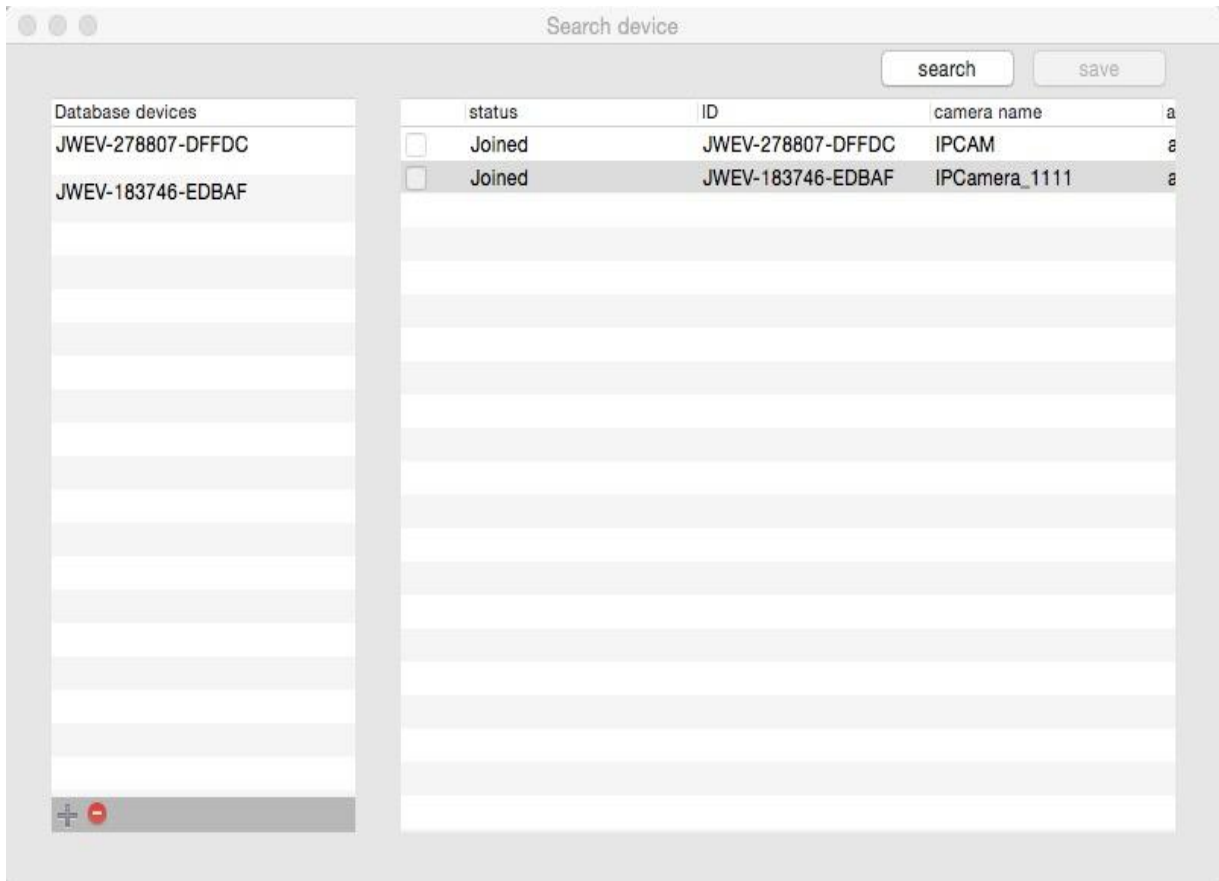 Search device
search save
Database devices
JWEV-278807-DFFDC
JWEV-183746-EDBAF
status ID camera name a
Joined JWEV-278807-DFFDC IPCAM a
Joined JWEV-183746-EDBAF IPCamera_1111 a